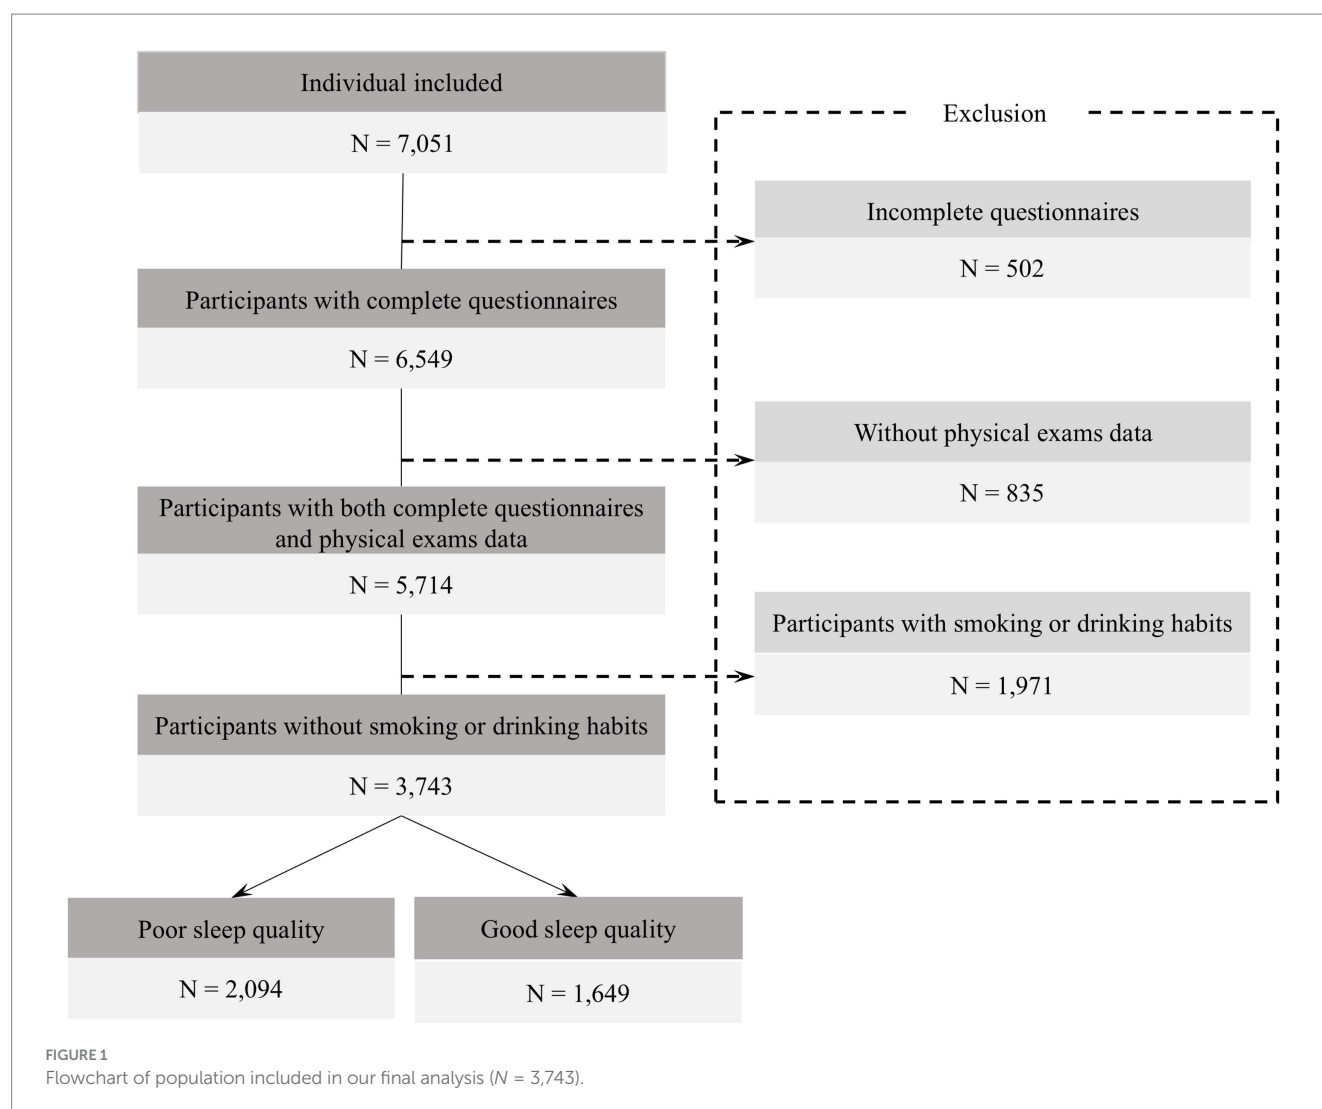 Individual included
N = 7,051
Exclusion
Incomplete questionnaires
N = 502
Participants with complete questionnaires
N = 6,549
Without physical exams data
N = 835
Participants with both complete questionnaires
and physical exams data
N = 5,714
Participants with smoking or drinking habits
N = 1,971
Participants without smoking or drinking habits
N = 3,743
Poor sleep quality
N = 2,094
Good sleep quality
N = 1,649
FIGURE 1
Flowchart of population included in our final analysis (N = 3,743).